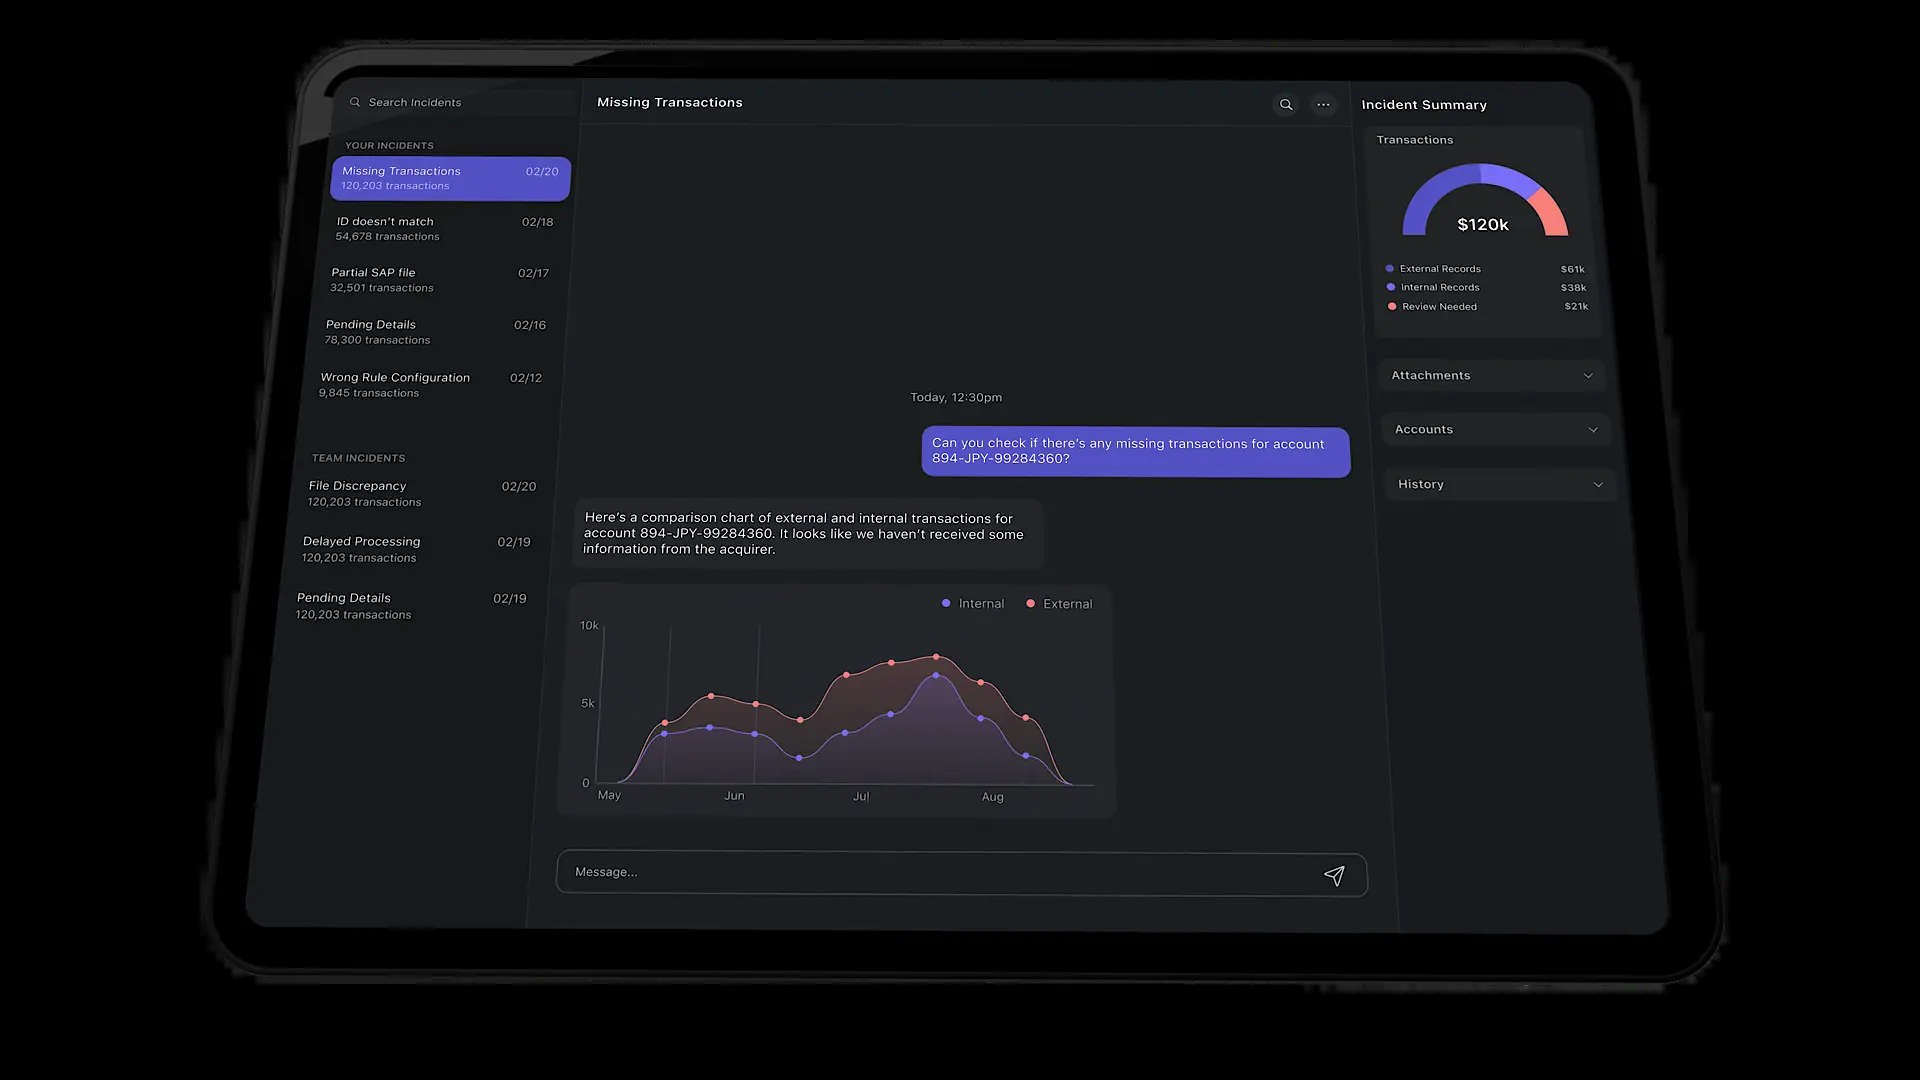 Search Incidents
YOUR INCIDENTS
Missing Transactions 02/20
120,203 transactions
ID doesn't match 02/18
54,678 transactions
Partial SAP file 02/17
32,501 transactions
Pending Details 02/16
78,300 transactions
Wrong Rule Configuration 02/12
9,845 transactions
TEAM INCIDENTS
File Discrepancy 02/20
120,203 transactions
Delayed Processing 02/19
120,203 transactions
Pending Details 02/19
120,203 transactions
Missing Transactions
Today, 12:30pm
Can you check if there's any missing transactions for account
894-JPY-99284360?
Here's a comparison chart of external and internal transactions for
account 894-JPY-99284360. It looks like we haven't received some
information from the acquirer.
Internal External
10k
5k
0
May Jun Jul Aug
Message...
Incident Summary
Transactions
$120k
External Records $61k
Internal Records $38k
Review Needed $21k
Attachments
Accounts
History